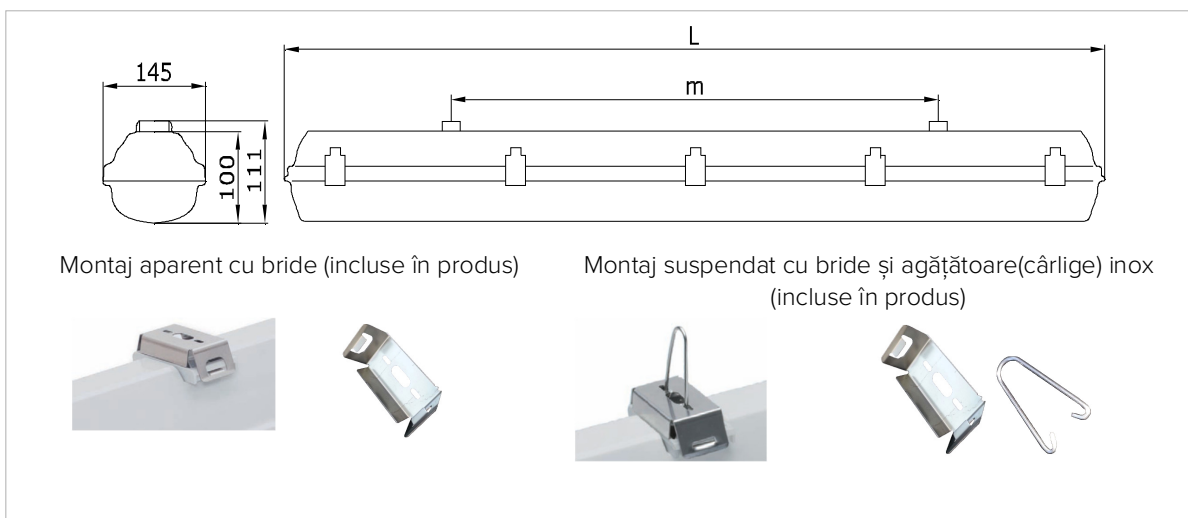 L
145
m
100
111
Montaj aparent cu bride (incluse în produs)
Montaj suspendat cu bride și agățătoare(cârlige) inox
(incluse în produs)